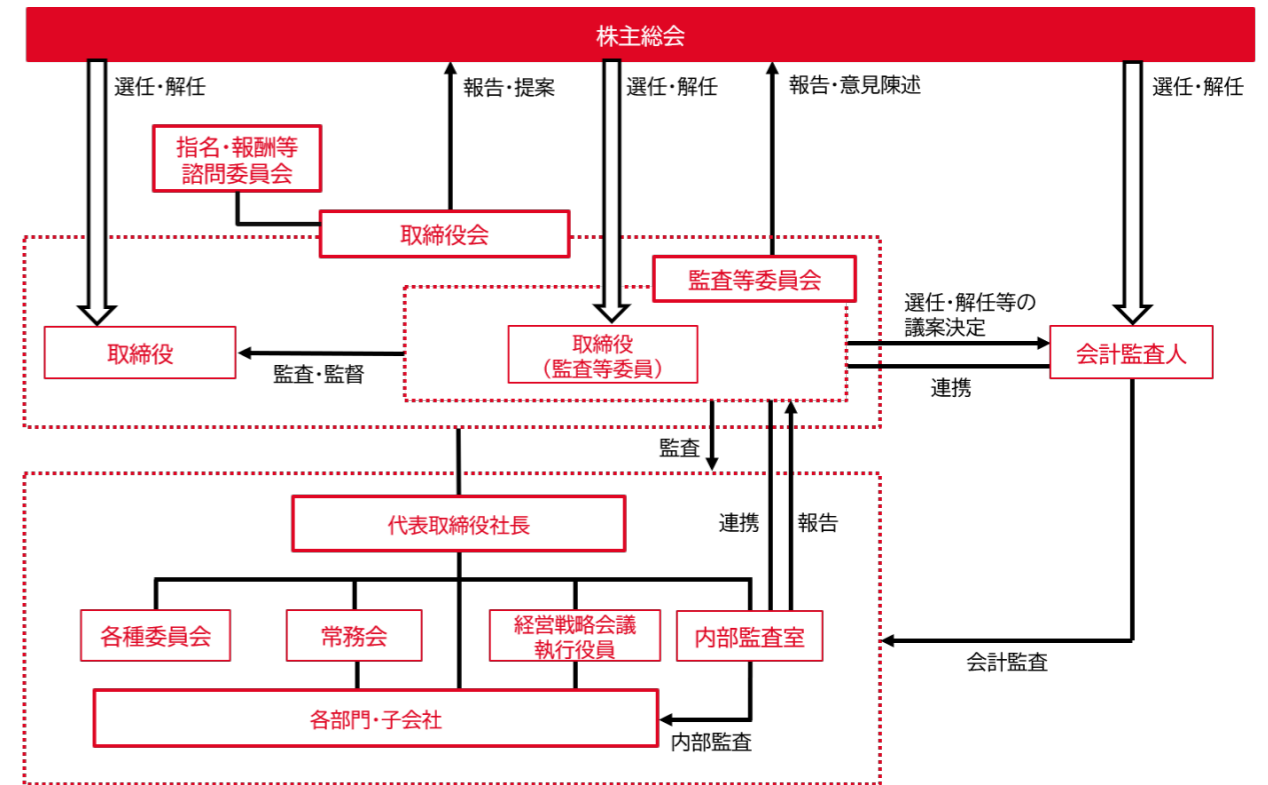 株主総会
選任・解任
報告・提案
選任・解任
報告・意見陳述
選任・解任
指名・報酬等
諮問委員会
取締役会
監査等委員会
選任・解任等の
議案決定
取締役
監査・監督
取締役
（監査等委員）
会計監査人
連携
監査
代表取締役社長
連携
報告
各種委員会
常務会
経営戦略会議
執行役員
内部監査室
会計監査
各部門・子会社
内部監査